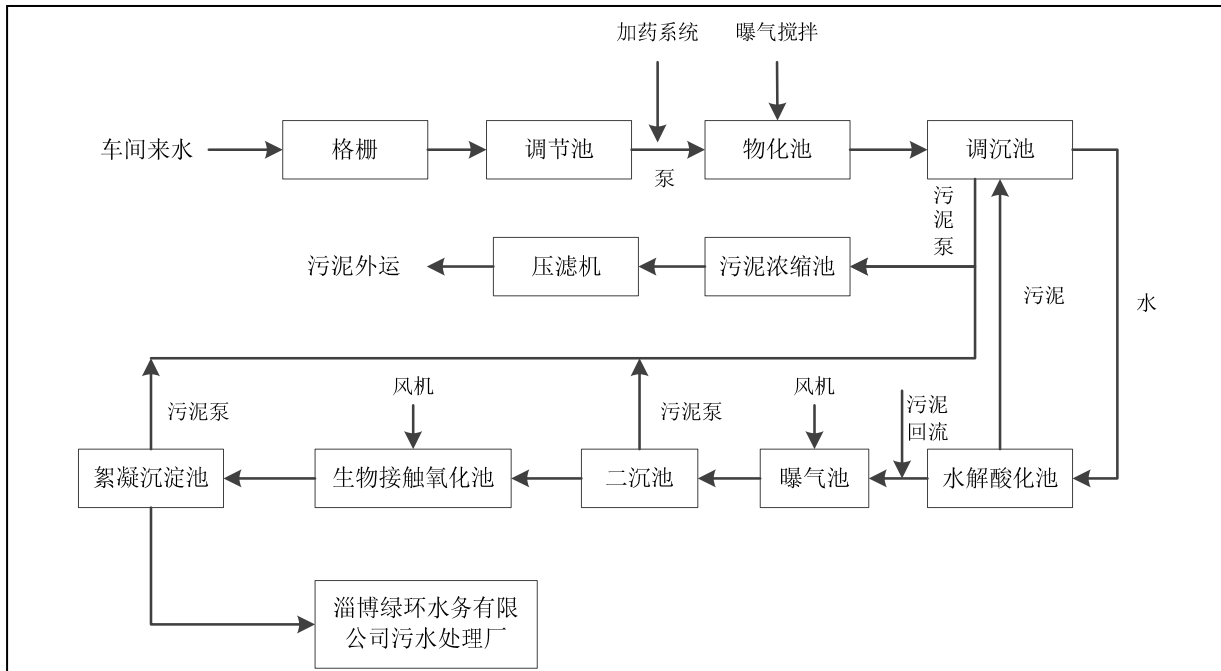 加药系统
曝气搅拌
车间来水
格栅
调节池
泵
物化池
调沉池
污泥泵
污泥外运
压滤机
污泥浓缩池
污泥
水
污泥泵
风机
污泥泵
风机
污泥
回流
絮凝沉淀池
生物接触氧化池
二沉池
曝气池
水解酸化池
淄博绿环水务有限
公司污水处理厂